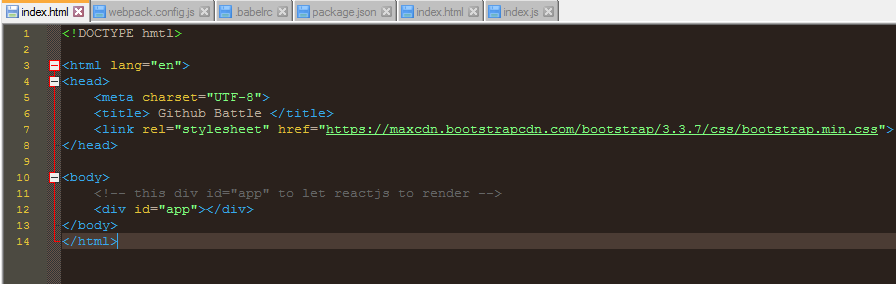 index.html webpack.config.js .babelrc package.json index.html index.js
1 <!DOCTYPE hmtl>
2
3 <html lang="en">
4 <head>
5 <meta charset="UTF-8">
6 <title> Github Battle </title>
7 <link rel="stylesheet" href="https://maxcdn.bootstrapcdn.com/bootstrap/3.3.7/css/bootstrap.min.css">
8 </head>
9
10 <body>
11 <!-- this div id="app" to let reactjs to render -->
12 <div id="app"></div>
13 </body>
14 </html>